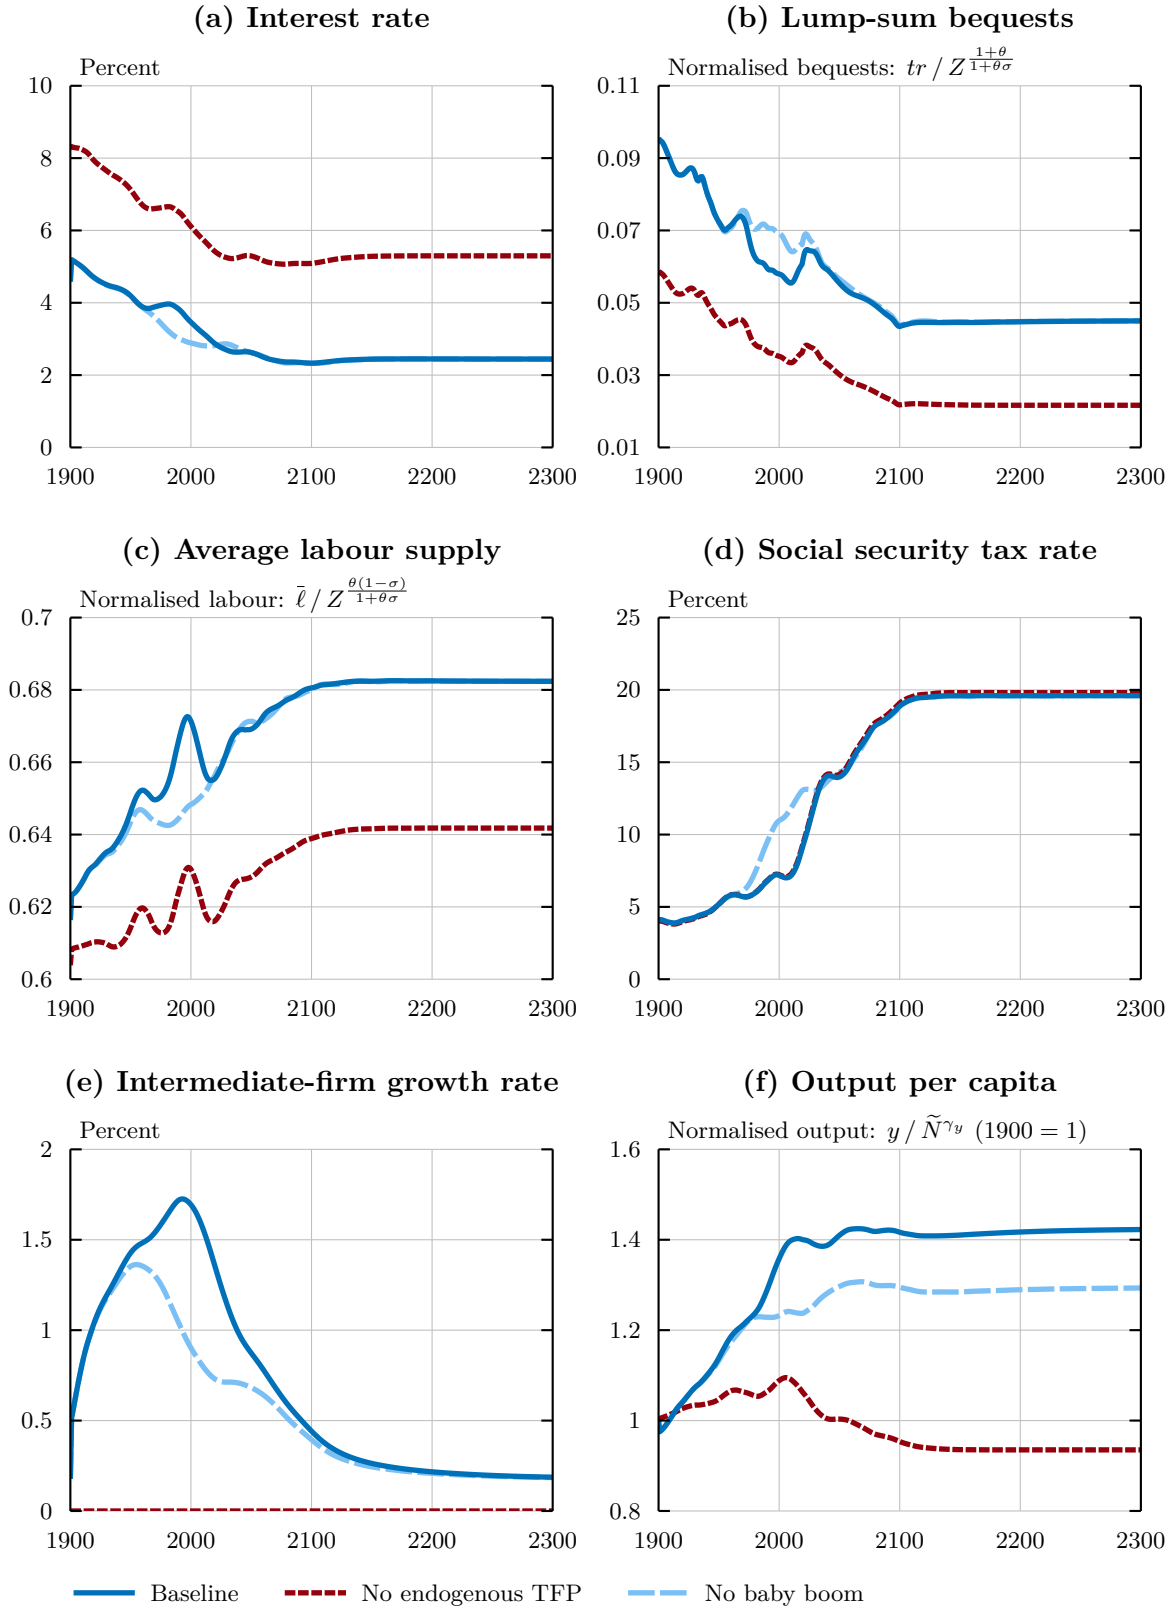 (a) Interest rate
Percent
10
8
6
4
2
0
1900 2000 2100 2200 2300
(b) Lump-sum bequests
Normalised bequests: tr / Z^{\frac{1+θ}{1+θσ}}
0.11
0.09
0.07
0.05
0.03
0.01
1900 2000 2100 2200 2300
(c) Average labour supply
Normalised labour: \bar{ℓ} / Z^{\frac{θ(1−σ)}{1+θσ}}
0.7
0.68
0.66
0.64
0.62
0.6
1900 2000 2100 2200 2300
(d) Social security tax rate
Percent
25
20
15
10
5
0
1900 2000 2100 2200 2300
(e) Intermediate-firm growth rate
Percent
2
1.5
1
0.5
0
1900 2000 2100 2200 2300
(f) Output per capita
Normalised output: y / \widetilde{N}^{γ_y} (1900 = 1)
1.6
1.4
1.2
1
0.8
1900 2000 2100 2200 2300
Baseline No endogenous TFP No baby boom